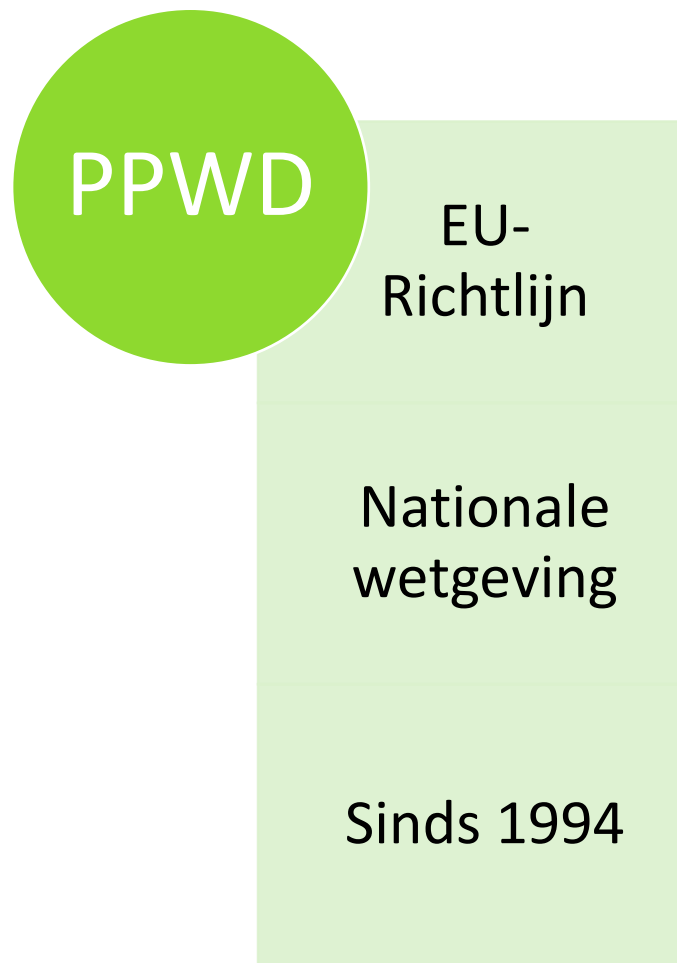 PPWD
EU-
Richtlijn
Nationale
wetgeving
Sinds 1994